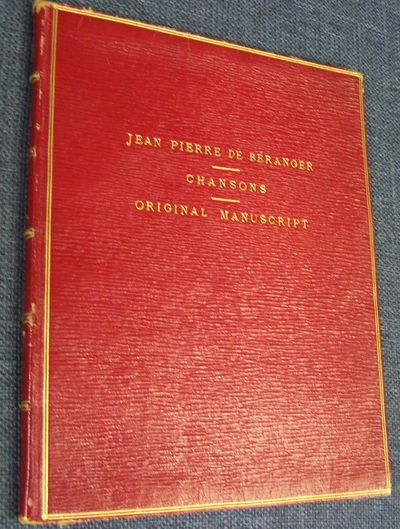 JEAN PIERRE DE BÉRANGER
CHANSONS
ORIGINAL MANUSCRIPT